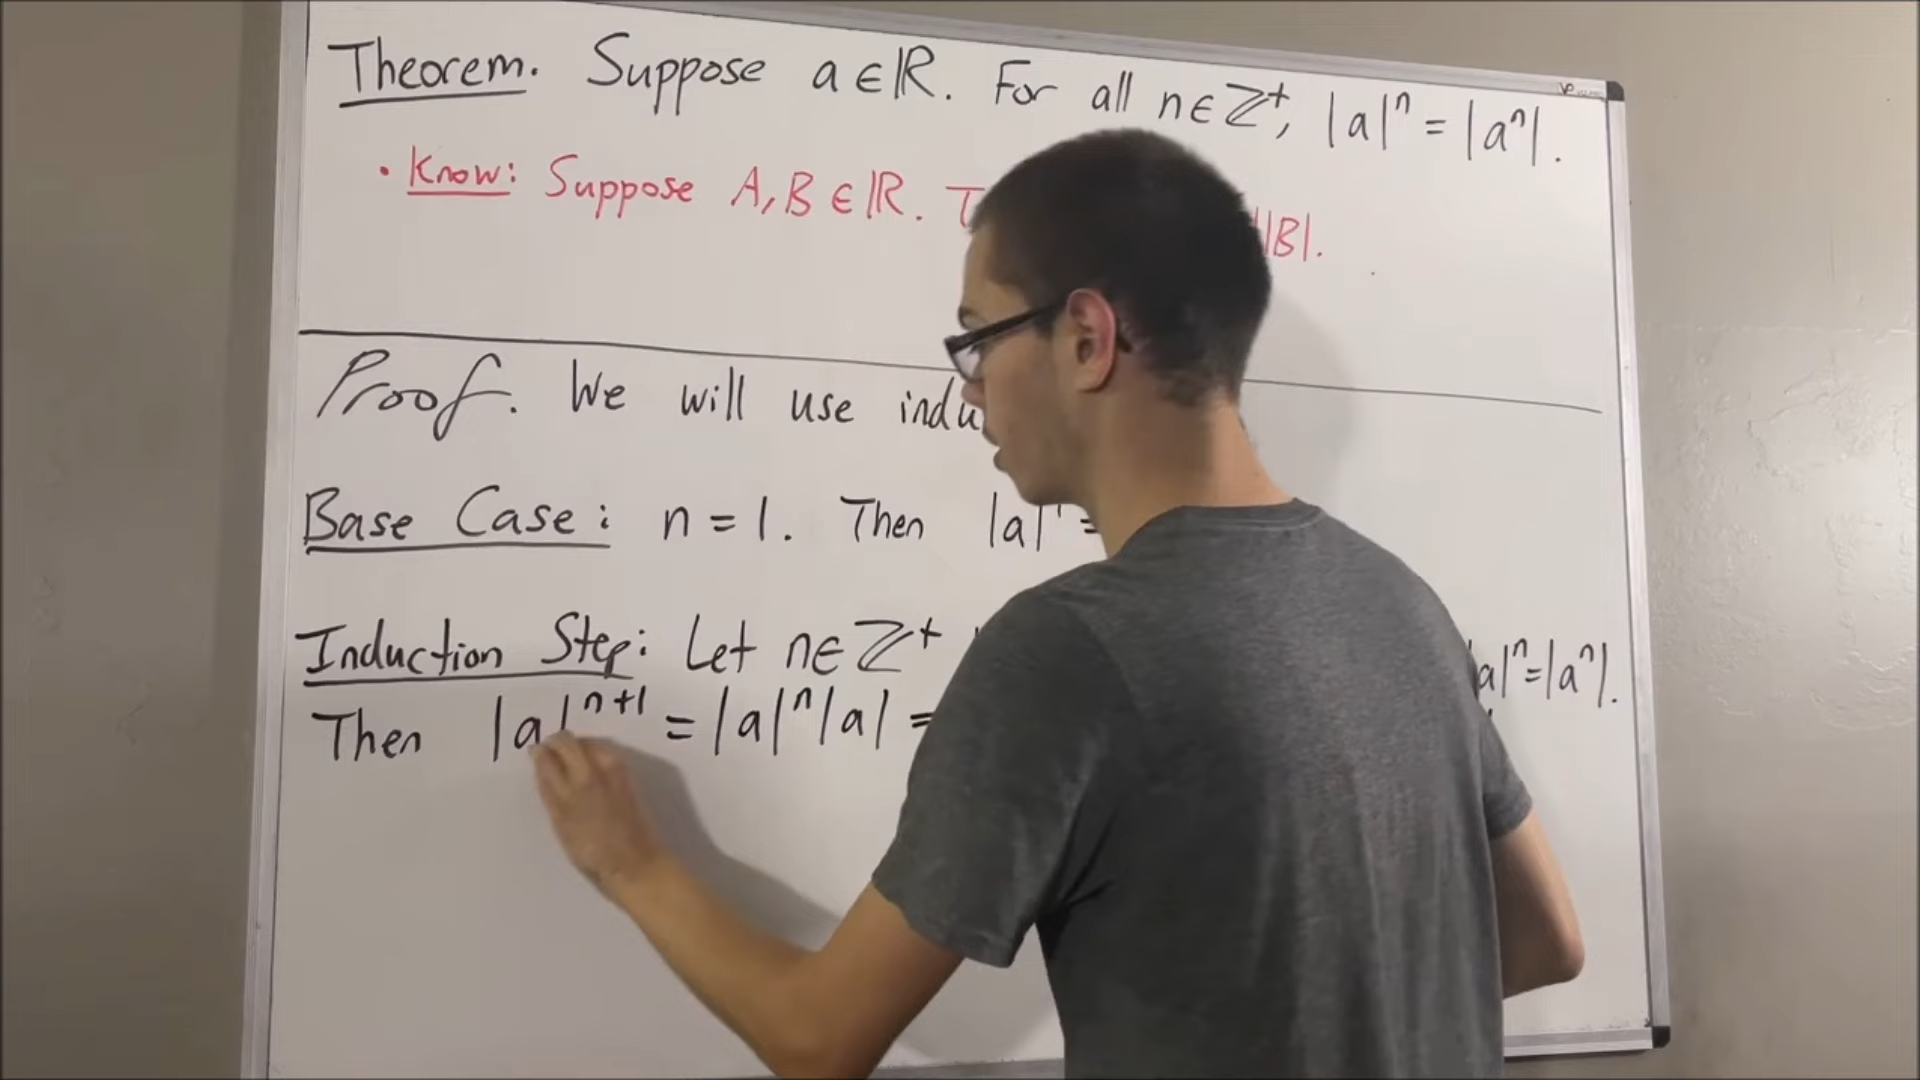 Theorem. Suppose a∈ℝ. For all n∈ℤ⁺, |a|ⁿ = |aⁿ|.
• Know: Suppose A,B ∈ℝ. ||B|.
Proof. We will use
Base Case: n = 1. Then |a|¹ =
Induction Step: Let n∈ℤ⁺ |a|ⁿ=|aⁿ|.
Then |a|ⁿ⁺¹ = |a|ⁿ|a| =